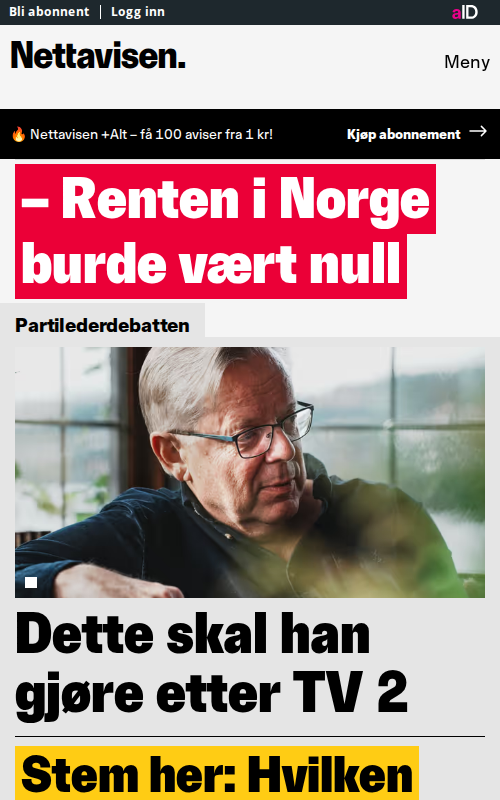 Bli abonnent | Logg inn
aID
Nettavisen.
Meny
🔥 Nettavisen +Alt – få 100 aviser fra 1 kr!
Kjøp abonnement →
– Renten i Norge
burde vært null
Partilederdebatten
Dette skal han
gjøre etter TV 2
Stem her: Hvilken